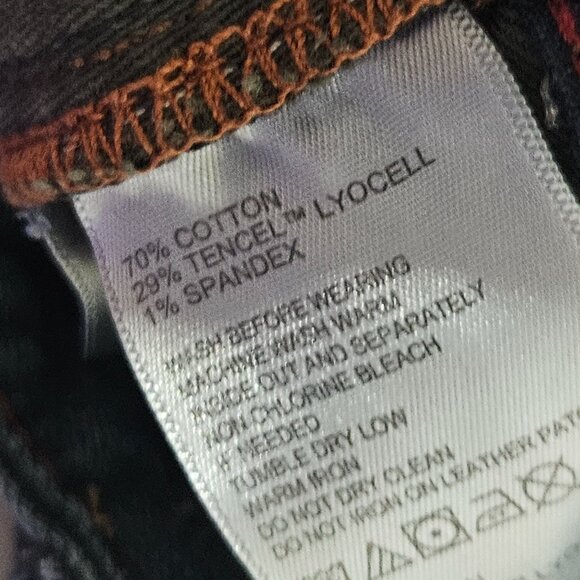 70% COTTON
29% TENCEL™ LYOCELL
1% SPANDEX
WASH BEFORE WEARING
MACHINE WASH WARM
INSIDE OUT AND SEPARATELY
NON-CHLORINE BLEACH
IF NEEDED
TUMBLE DRY LOW
WARM IRON
DO NOT DRY CLEAN
DO NOT IRON ON LEATHER PAT